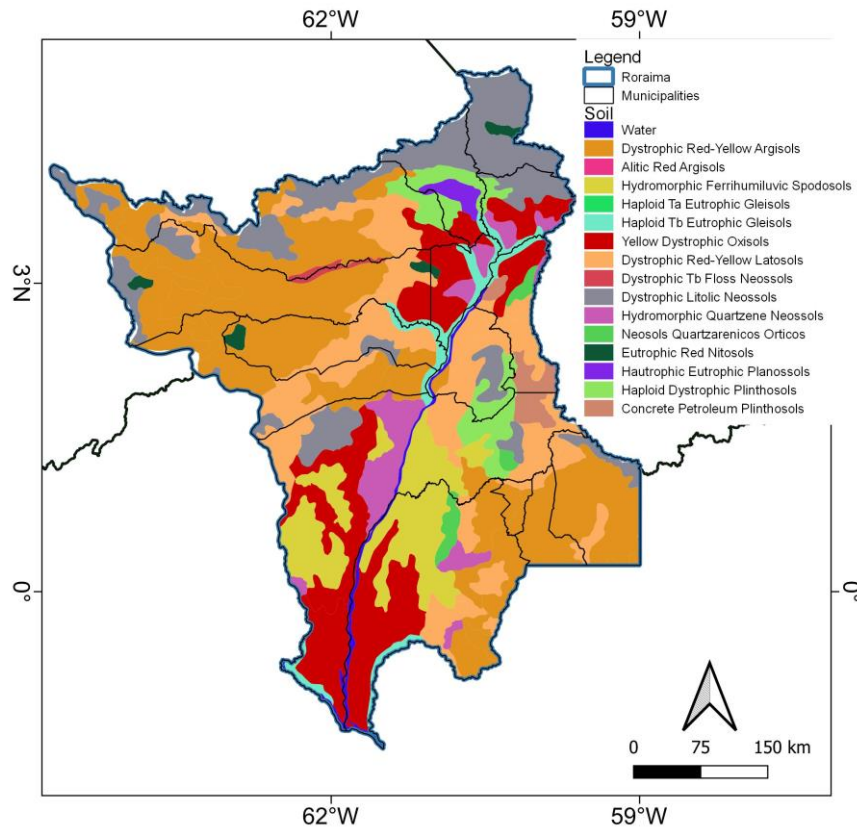 62°W
59°W
Legend
Roraima
Municipalities
Soil
Water
Dystrophic Red-Yellow Argisols
Alitic Red Argisols
Hydromorphic Ferrihumiluvic Spodosols
Haploid Ta Eutrophic Gleisols
Haploid Tb Eutrophic Gleisols
Yellow Dystrophic Oxisols
Dystrophic Red-Yellow Latosols
Dystrophic Tb Floss Neossols
Dystrophic Litolic Neossols
Hydromorphic Quartzene Neossols
Neosols Quartzarenicos Orticos
Eutrophic Red Nitosols
Hautrophic Eutrophic Planossols
Haploid Dystrophic Plinthosols
Concrete Petroleum Plinthosols
3°N
0°
0°
0 75 150 km
62°W
59°W